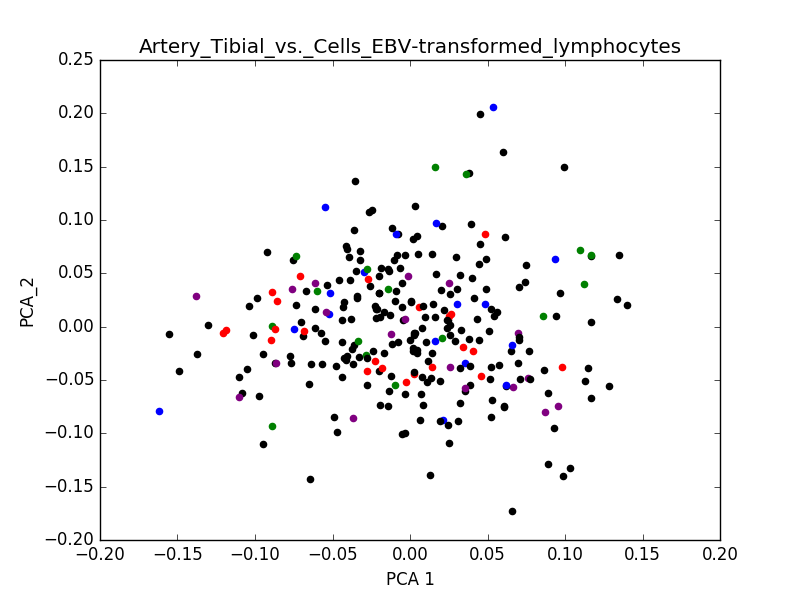 Artery_Tibial_vs._Cells_EBV-transformed_lymphocytes
0.25
0.20
0.15
0.10
0.05
0.00
−0.05
−0.10
−0.15
−0.20
PCA_2
−0.20 −0.15 −0.10 −0.05 0.00 0.05 0.10 0.15 0.20
PCA 1